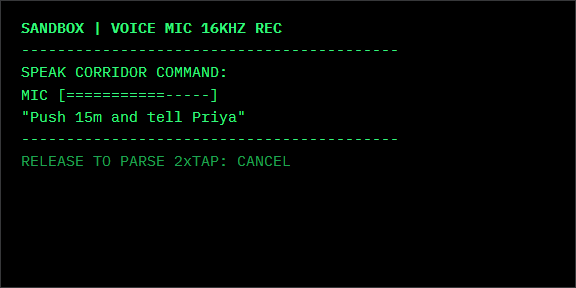 SANDBOX | VOICE MIC 16KHZ REC
------------------------------------------
SPEAK CORRIDOR COMMAND:
MIC [===========-----]
"Push 15m and tell Priya"
------------------------------------------
RELEASE TO PARSE 2xTAP: CANCEL